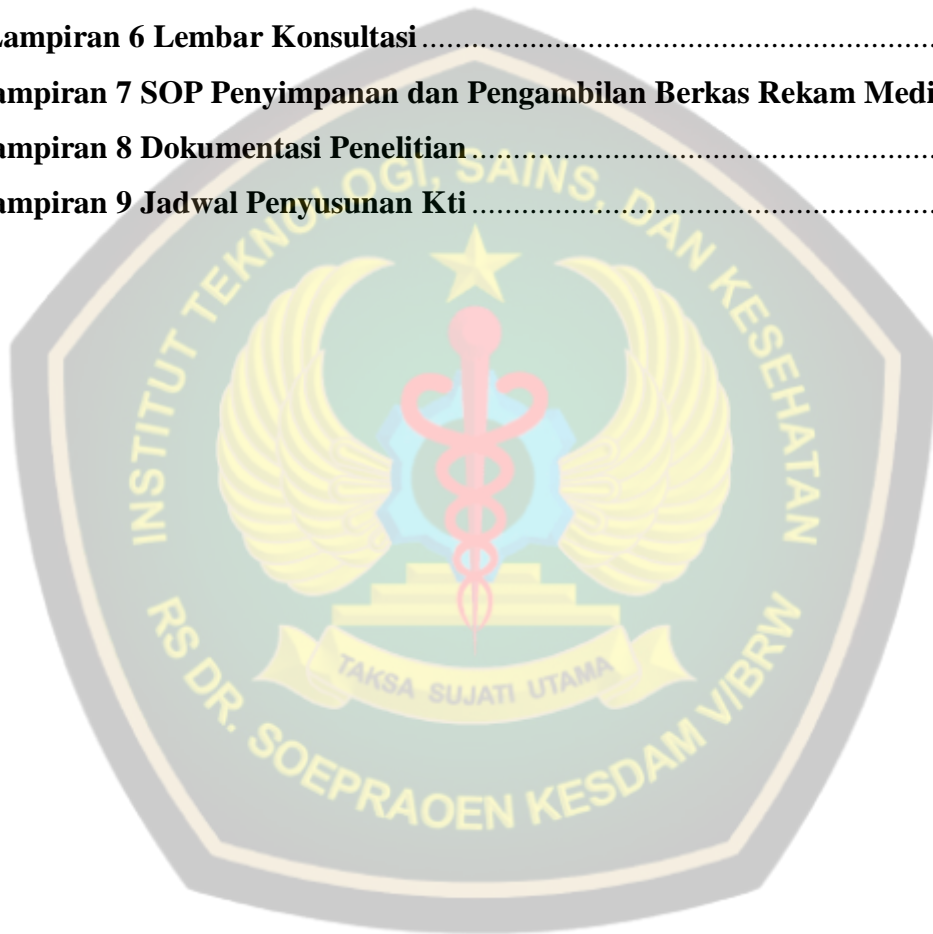 Lampiran 6 Lembar Konsultasi
ampiran 7 SOP Penyimpanan dan Pengambilan Berkas Rekam Medi
ampiran 8 Dokumentasi Penelitian
ampiran 9 Jadwal Penyusunan Kti
INSTITUT TEKNOLOGI, SAINS, DAN KESEHATAN
TAKSA SUJATI UTAMA
RS DR. SOEPRAOEN KESDAM V/BRW